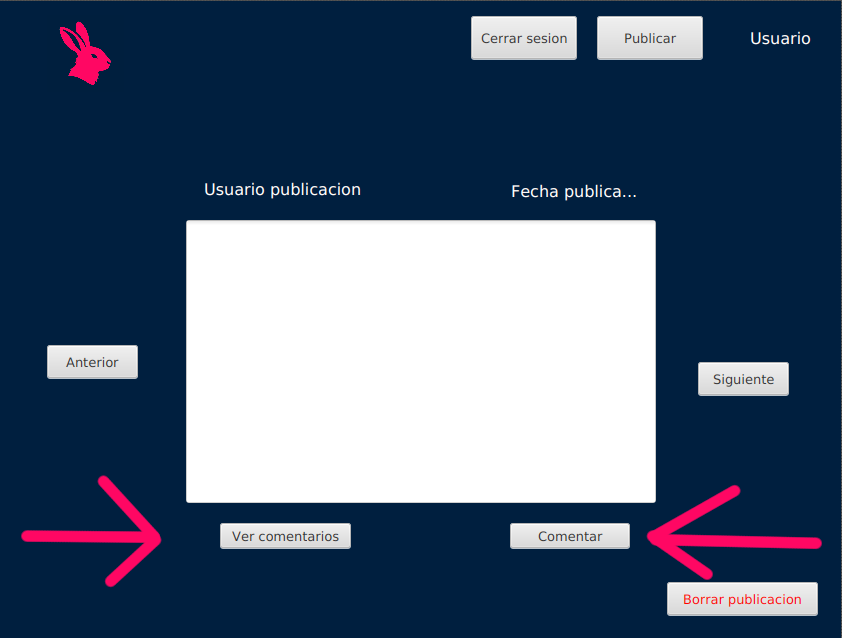 Cerrar sesion
Publicar
Usuario
Usuario publicacion
Fecha publica...
Anterior
Siguiente
Ver comentarios
Comentar
Borrar publicacion